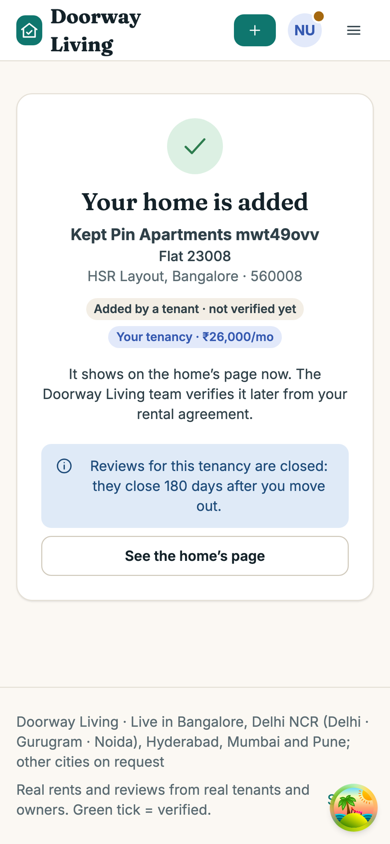 Doorway
Living
+
NU
Your home is added
Kept Pin Apartments mwt49ovv
Flat 23008
HSR Layout, Bangalore · 560008
Added by a tenant · not verified yet
Your tenancy · ₹26,000/mo
It shows on the home’s page now. The
Doorway Living team verifies it later from your
rental agreement.
Reviews for this tenancy are closed:
they close 180 days after you move
out.
See the home’s page
Doorway Living · Live in Bangalore, Delhi NCR (Delhi ·
Gurugram · Noida), Hyderabad, Mumbai and Pune;
other cities on request
Real rents and reviews from real tenants and
owners. Green tick = verified.